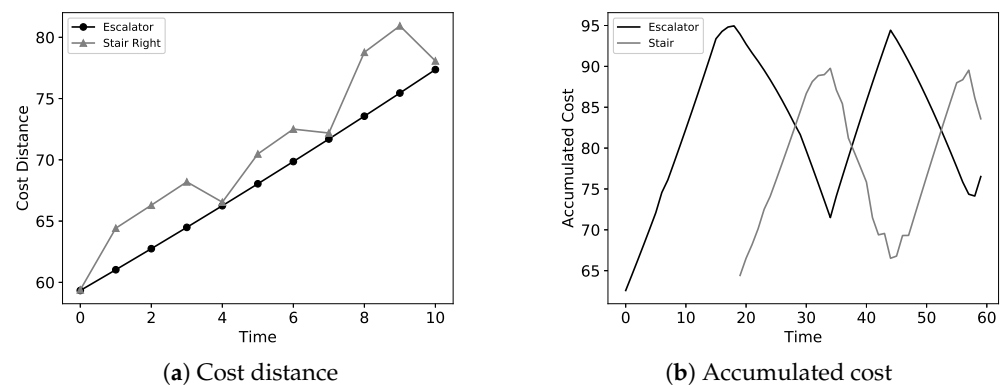 Escalator
Stair Right
80
75
70
65
60
Cost Distance
0 2 4 6 8 10
Time
(a) Cost distance
Escalator
Stair
95
90
85
80
75
70
65
Accumulated Cost
0 10 20 30 40 50 60
Time
(b) Accumulated cost